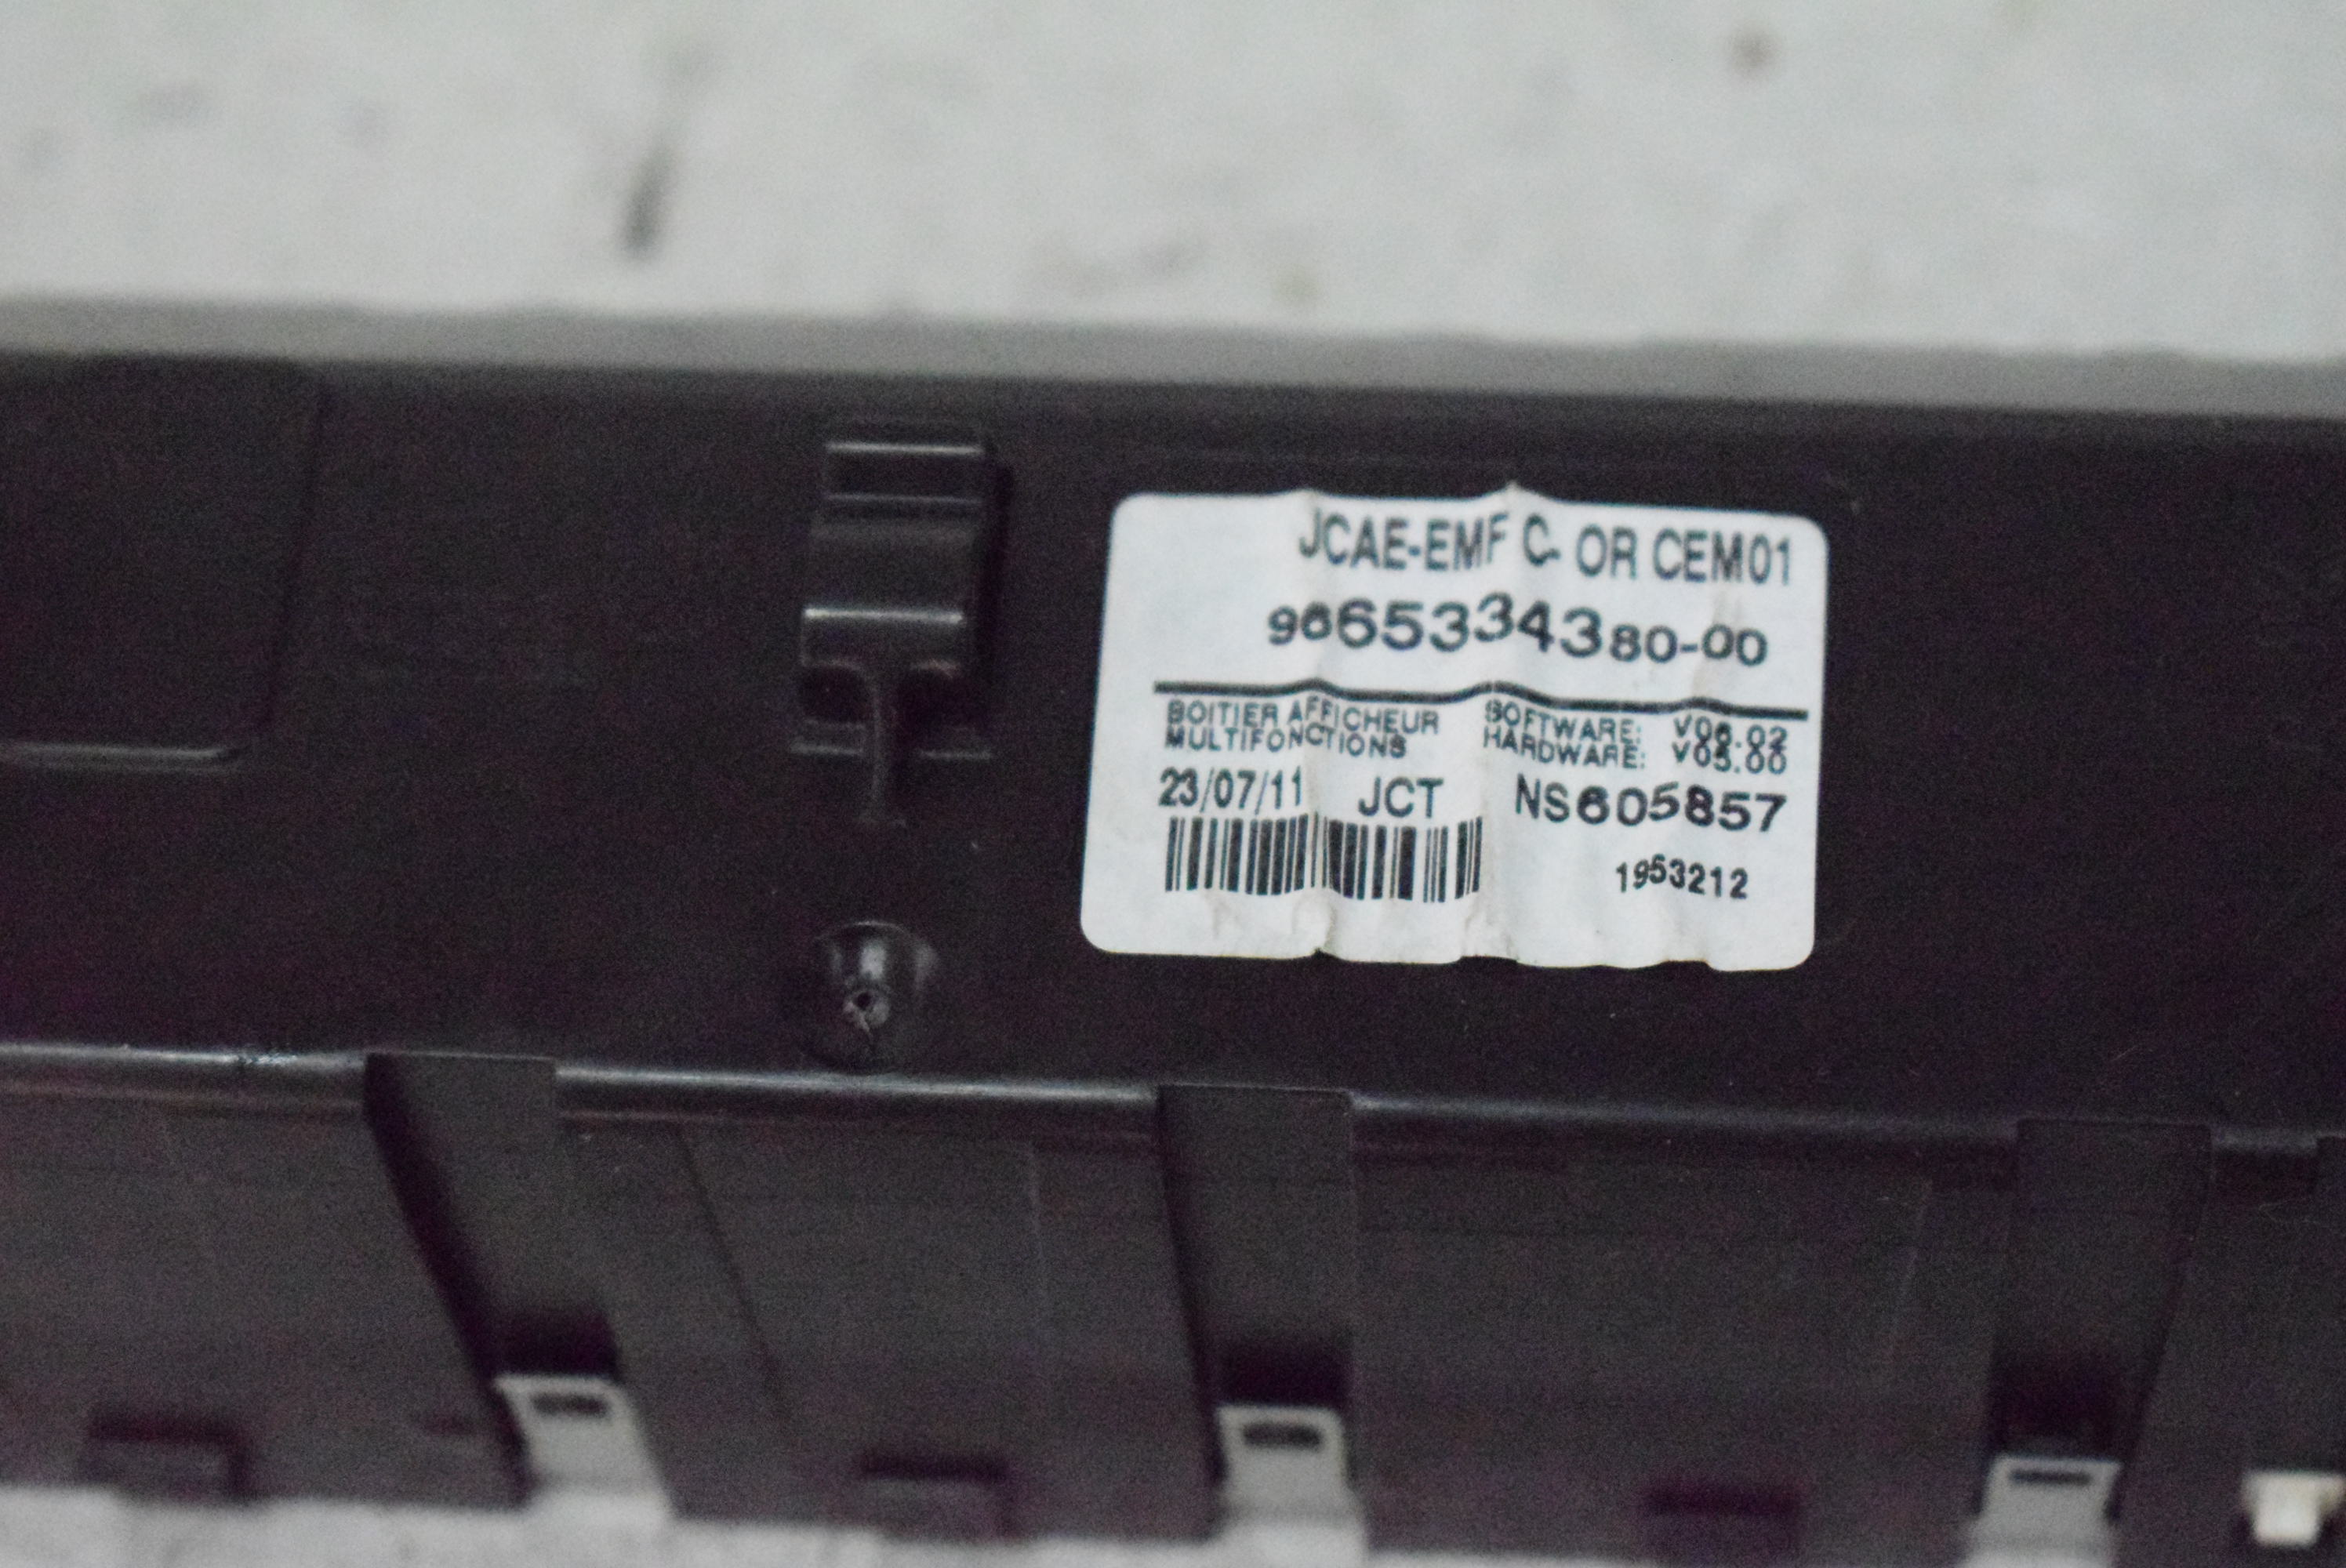 JCAE-EMF C- OR CEM01
9665334380-00
BOITIER AFFICHEUR
MULTIFONCTIONS
SOFTWARE: V06.02
HARDWARE: V05.00
23/07/11 JCT NS605857
1953212